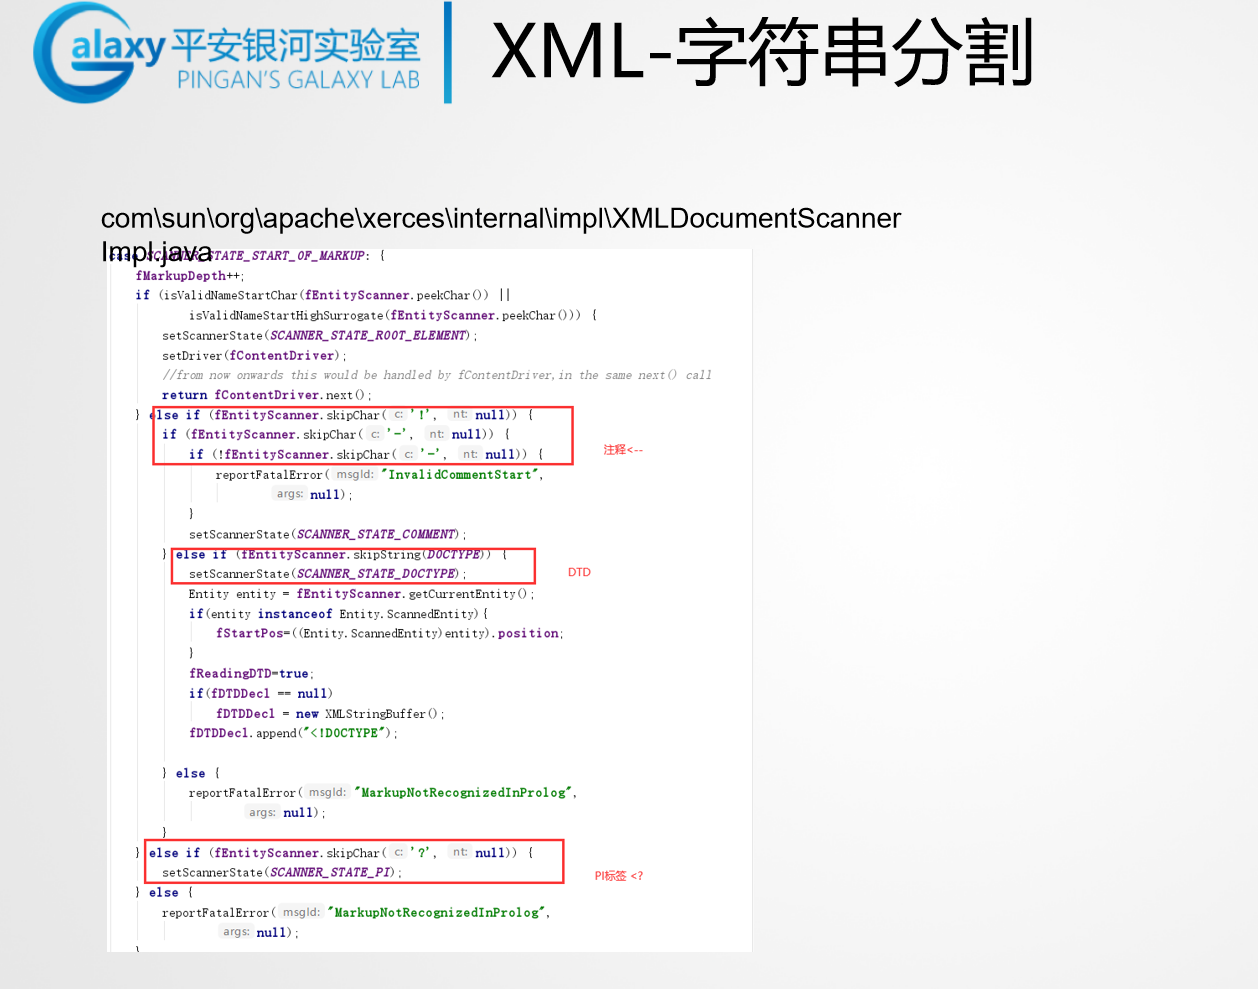 Galaxy 平安银河实验室
PINGAN'S GALAXY LAB
XML-字符串分割
com\sun\org\apache\xerces\internal\impl\XMLDocumentScanner
Impl.java
case SCANNER_STATE_START_OF_MARKUP: {
fMarkupDepth++;
if (isValidNameStartChar(fEntityScanner.peekChar()) ||
isValidNameStartHighSurrogate(fEntityScanner.peekChar())) {
setScannerState(SCANNER_STATE_ROOT_ELEMENT);
setDriver(fContentDriver);
//from now onwards this would be handled by fContentDriver,in the same next() call
return fContentDriver.next();
} else if (fEntityScanner.skipChar( c: '!', nt: null)) {
if (fEntityScanner.skipChar( c: '-', nt: null)) {
if (!fEntityScanner.skipChar( c: '-', nt: null)) {
注释<--
reportFatalError( msgId: "InvalidCommentStart",
args: null);
}
setScannerState(SCANNER_STATE_COMMENT);
} else if (fEntityScanner.skipString(DOCTYPE)) {
setScannerState(SCANNER_STATE_DOCTYPE);
DTD
Entity entity = fEntityScanner.getCurrentEntity();
if(entity instanceof Entity.ScannedEntity){
fStartPos=((Entity.ScannedEntity)entity).position;
}
fReadingDTD=true;
if(fDTDDecl == null)
fDTDDecl = new XMLStringBuffer();
fDTDDecl.append("<!DOCTYPE");
} else {
reportFatalError( msgId: "MarkupNotRecognizedInProlog",
args: null);
}
} else if (fEntityScanner.skipChar( c: '?', nt: null)) {
setScannerState(SCANNER_STATE_PI);
PI标签 <?
} else {
reportFatalError( msgId: "MarkupNotRecognizedInProlog",
args: null);
}